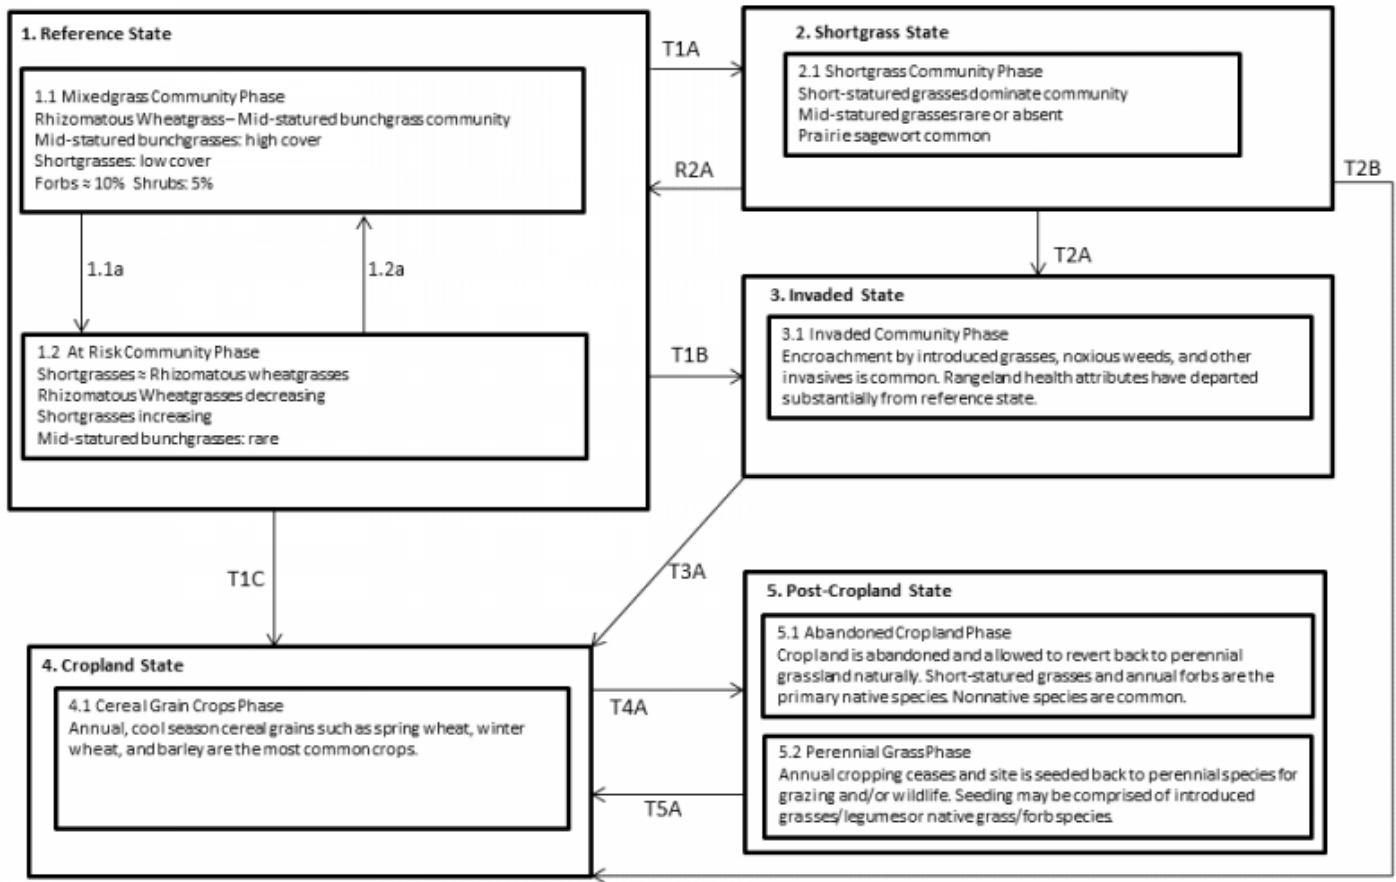 1. Reference State
1.1 Mixedgrass Community Phase
Rhizomatous Wheatgrass – Mid-statured bunchgrass community
Mid-statured bunchgrasses: high cover
Shortgrasses: low cover
Forbs ≈ 10% Shrubs: 5%
1.1a
1.2a
1.2 At Risk Community Phase
Shortgrasses ≈ Rhizomatous wheatgrasses
Rhizomatous Wheatgrasses decreasing
Shortgrasses increasing
Mid-statured bunchgrasses: rare
T1A
R2A
T1B
T1C
2. Shortgrass State
2.1 Shortgrass Community Phase
Short-statured grasses dominate community
Mid-statured grasses rare or absent
Prairie sagewort common
T2B
T2A
3. Invaded State
3.1 Invaded Community Phase
Encroachment by introduced grasses, noxious weeds, and other
invasives is common. Rangeland health attributes have departed
substantially from reference state.
T3A
4. Cropland State
4.1 Cereal Grain Crops Phase
Annual, cool season cereal grains such as spring wheat, winter
wheat, and barley are the most common crops.
T4A
T5A
5. Post-Cropland State
5.1 Abandoned Cropland Phase
Cropland is abandoned and allowed to revert back to perennial
grassland naturally. Short-statured grasses and annual forbs are the
primary native species. Nonnative species are common.
5.2 Perennial Grass Phase
Annual cropping ceases and site is seeded back to perennial species for
grazing and/or wildlife. Seeding may be comprised of introduced
grasses/legumes or native grass/forb species.